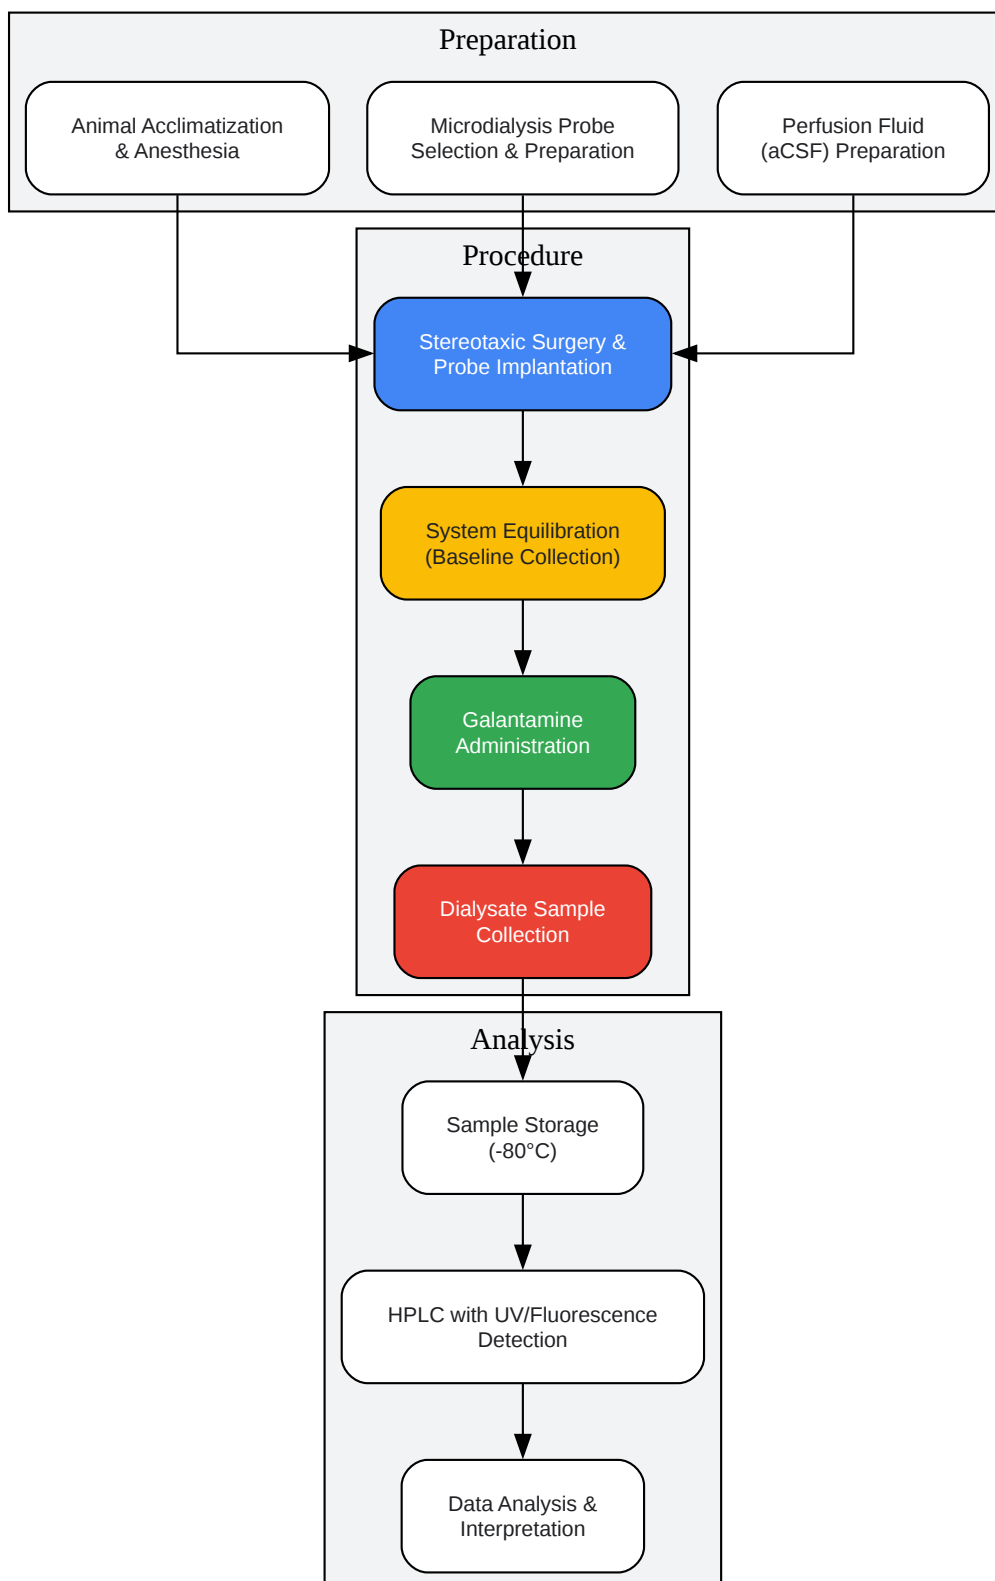 Preparation
Animal Acclimatization
& Anesthesia
Microdialysis Probe
Selection & Preparation
Perfusion Fluid
(aCSF) Preparation
Procedure
Stereotaxic Surgery &
Probe Implantation
System Equilibration
(Baseline Collection)
Galantamine
Administration
Dialysate Sample
Collection
Analysis
Sample Storage
(-80°C)
HPLC with UV/Fluorescence
Detection
Data Analysis &
Interpretation